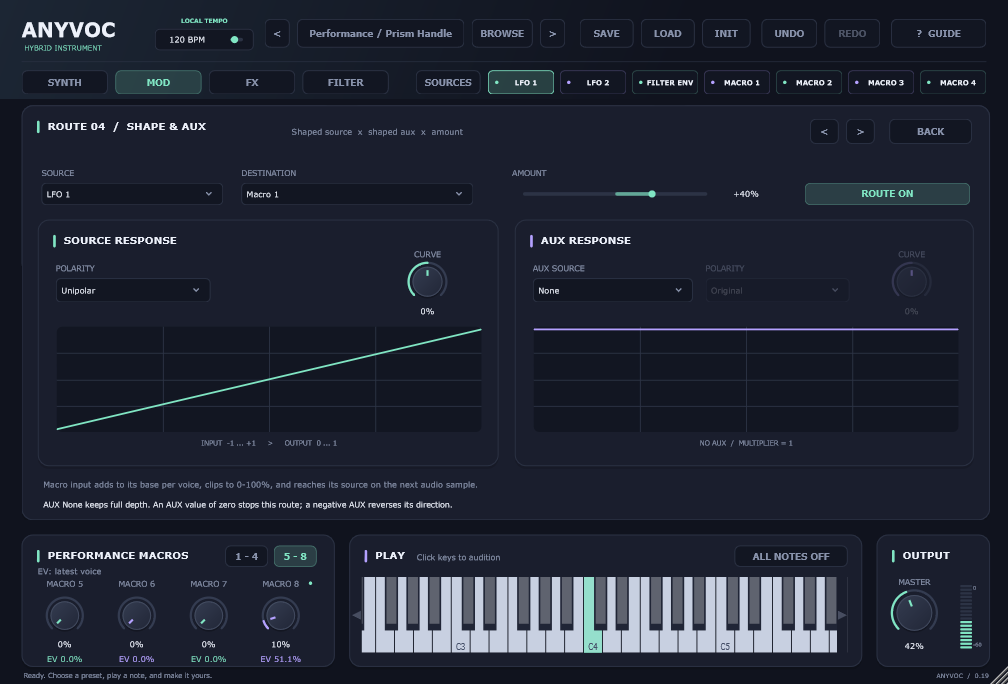 ANYVOC
HYBRID INSTRUMENT
LOCAL TEMPO
120 BPM
< Performance / Prism Handle BROWSE > SAVE LOAD INIT UNDO REDO ? GUIDE
SYNTH MOD FX FILTER SOURCES LFO 1 LFO 2 FILTER ENV MACRO 1 MACRO 2 MACRO 3 MACRO 4
ROUTE 04 / SHAPE & AUX
Shaped source x shaped aux x amount
< > BACK
SOURCE DESTINATION AMOUNT
LFO 1 Macro 1 +40% ROUTE ON
SOURCE RESPONSE
POLARITY CURVE
Unipolar
0%
INPUT -1 ... +1 > OUTPUT 0 ... 1
AUX RESPONSE
AUX SOURCE POLARITY CURVE
None Original
0%
NO AUX / MULTIPLIER = 1
Macro input adds to its base per voice, clips to 0-100%, and reaches its source on the next audio sample.
AUX None keeps full depth. An AUX value of zero stops this route; a negative AUX reverses its direction.
PERFORMANCE MACROS 1 - 4 5 - 8
EV: latest voice
MACRO 5 MACRO 6 MACRO 7 MACRO 8
0% 0% 0% 10%
EV 0.0% EV 0.0% EV 0.0% EV 51.1%
PLAY Click keys to audition ALL NOTES OFF
C3 C4 C5
OUTPUT
MASTER
0
-60
42%
Ready. Choose a preset, play a note, and make it yours.
ANYVOC / 0.19